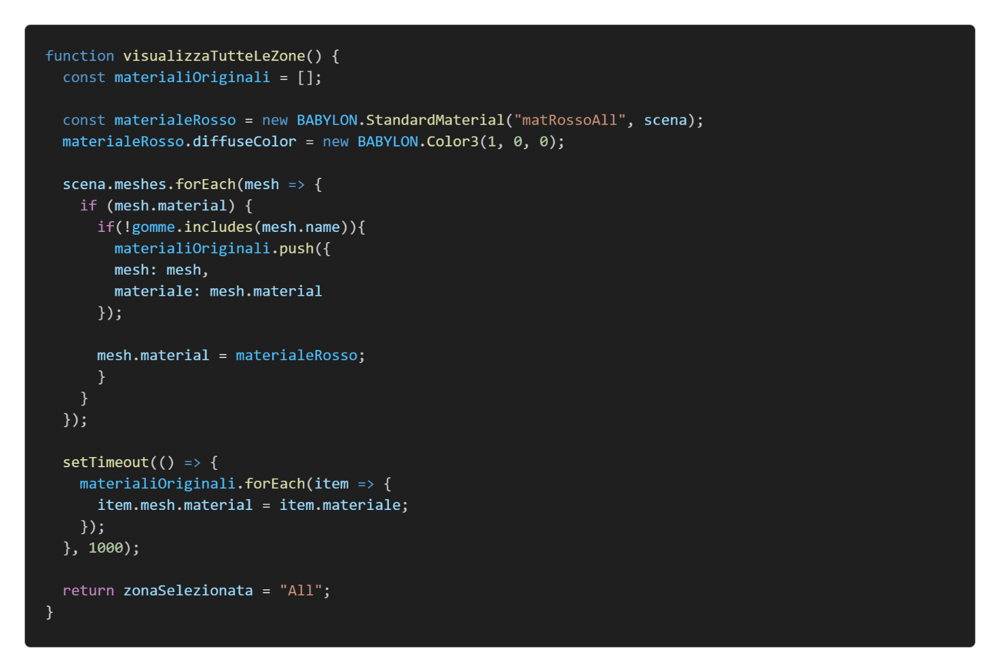 function visualizzaTutteLeZone() {
  const materialiOriginali = [];

  const materialeRosso = new BABYLON.StandardMaterial("matRossoAll", scena);
  materialeRosso.diffuseColor = new BABYLON.Color3(1, 0, 0);

  scena.meshes.forEach(mesh => {
    if (mesh.material) {
      if(!gomme.includes(mesh.name)){
        materialiOriginali.push({
        mesh: mesh,
        materiale: mesh.material
      });

      mesh.material = materialeRosso;
      }
    }
  });

  setTimeout(() => {
    materialiOriginali.forEach(item => {
      item.mesh.material = item.materiale;
    });
  }, 1000);

  return zonaSelezionata = "All";
}